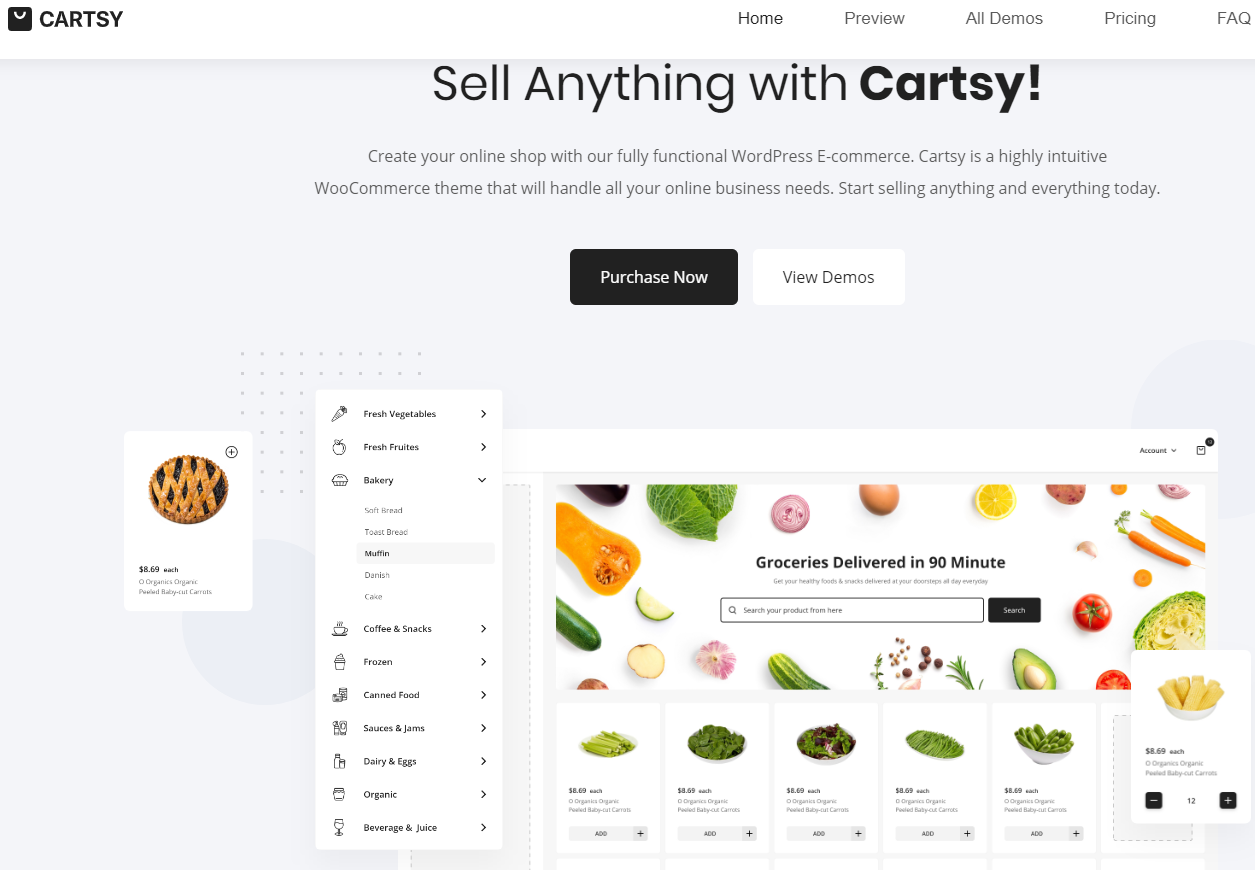 CARTSY
Home Preview All Demos Pricing FAQ
Sell Anything with Cartsy!
Create your online shop with our fully functional WordPress E-commerce. Cartsy is a highly intuitive
WooCommerce theme that will handle all your online business needs. Start selling anything and everything today.
Purchase Now View Demos
$8.69 each
O Organics Organic
Peeled Baby-cut Carrots
Fresh Vegetables
Fresh Fruites
Bakery
Soft Bread
Toast Bread
Muffin
Danish
Cake
Coffee & Snacks
Frozen
Canned Food
Sauces & Jams
Dairy & Eggs
Organic
Beverage & Juice
Account
Groceries Delivered in 90 Minute
Get your healthy foods & snacks delivered at your doorsteps all day everyday
Search your product from here Search
$8.69 each
O Organics Organic
Peeled Baby-cut Carrots
ADD +
$8.69 each
O Organics Organic
Peeled Baby-cut Carrots
ADD +
$8.69 each
O Organics Organic
Peeled Baby-cut Carrots
ADD +
$8.69 each
O Organics Organic
Peeled Baby-cut Carrots
ADD +
$8.69 each
O Organics Organic
Peeled Baby-cut Carrots
ADD +
$8.69 each
O Organics Organic
Peeled Baby-cut Carrots
− 12 +